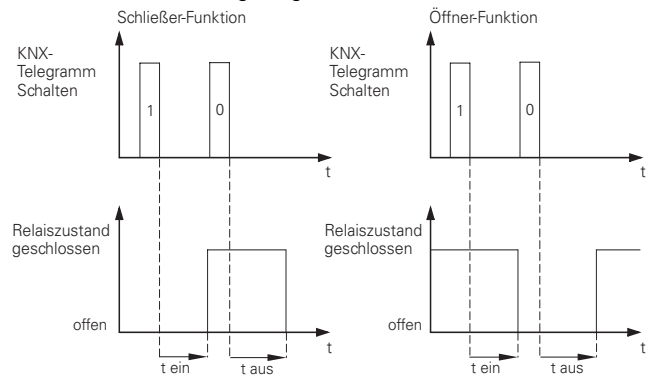 Schließer-Funktion
KNX-
Telegramm
Schalten
1
0
t
Relaiszustand
geschlossen
offen
t
t ein
t aus
Öffner-Funktion
KNX-
Telegramm
Schalten
1
0
t
Relaiszustand
geschlossen
offen
t
t ein
t aus